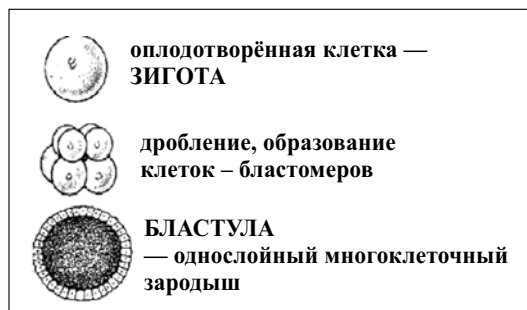 оплодотворённая клетка —
ЗИГОТА
дробление, образование
клеток – бластомеров
БЛАСТУЛА
— однослойный многоклеточный
зародыш